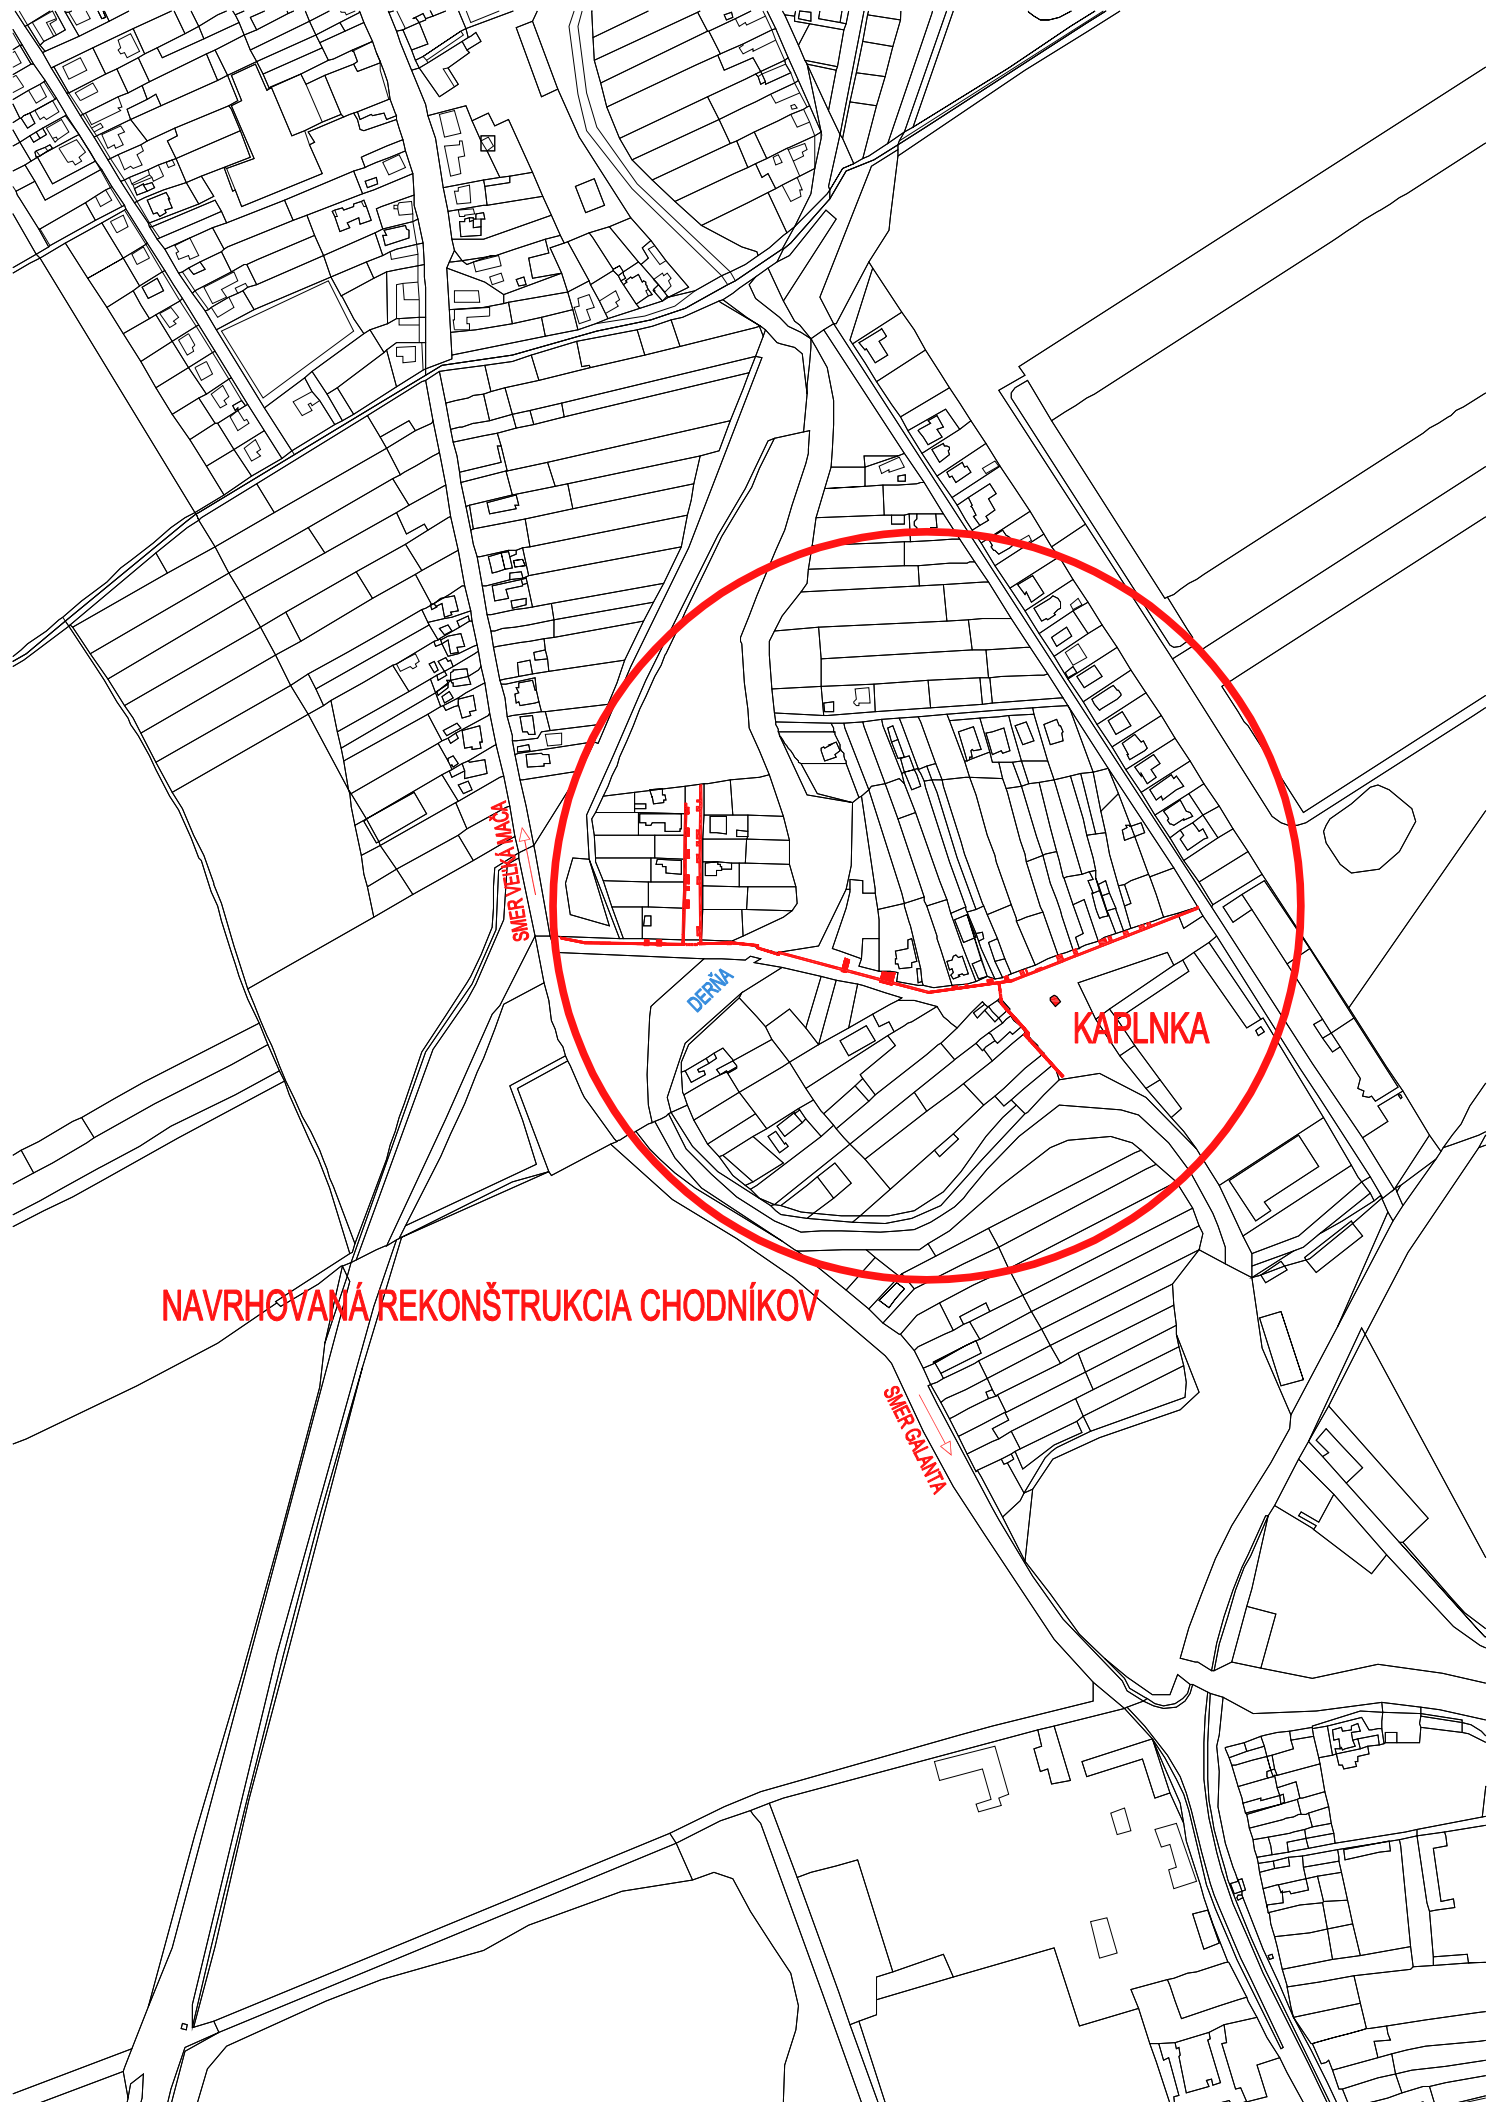 SMER VEĽKÁ MAČA
DERŇA
KAPLNKA
NAVRHOVANÁ REKONŠTRUKCIA CHODNÍKOV
SMER GALANTA